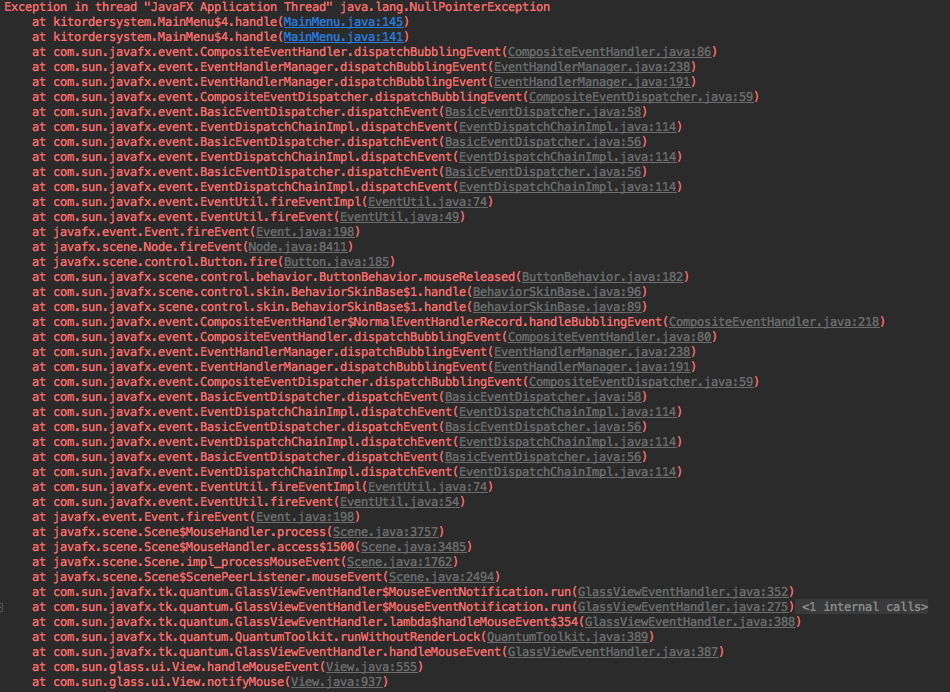 Exception in thread "JavaFX Application Thread" java.lang.NullPointerException
at kitordersystem.MainMenu$4.handle(MainMenu.java:145)
at kitordersystem.MainMenu$4.handle(MainMenu.java:141)
at com.sun.javafx.event.CompositeEventHandler.dispatchBubblingEvent(CompositeEventHandler.java:86)
at com.sun.javafx.event.EventHandlerManager.dispatchBubblingEvent(EventHandlerManager.java:238)
at com.sun.javafx.event.EventHandlerManager.dispatchBubblingEvent(EventHandlerManager.java:191)
at com.sun.javafx.event.CompositeEventDispatcher.dispatchBubblingEvent(CompositeEventDispatcher.java:59)
at com.sun.javafx.event.BasicEventDispatcher.dispatchEvent(BasicEventDispatcher.java:58)
at com.sun.javafx.event.EventDispatchChainImpl.dispatchEvent(EventDispatchChainImpl.java:114)
at com.sun.javafx.event.BasicEventDispatcher.dispatchEvent(BasicEventDispatcher.java:56)
at com.sun.javafx.event.EventDispatchChainImpl.dispatchEvent(EventDispatchChainImpl.java:114)
at com.sun.javafx.event.BasicEventDispatcher.dispatchEvent(BasicEventDispatcher.java:56)
at com.sun.javafx.event.EventDispatchChainImpl.dispatchEvent(EventDispatchChainImpl.java:114)
at com.sun.javafx.event.EventUtil.fireEventImpl(EventUtil.java:74)
at com.sun.javafx.event.EventUtil.fireEvent(EventUtil.java:49)
at javafx.event.Event.fireEvent(Event.java:198)
at javafx.scene.Node.fireEvent(Node.java:8411)
at javafx.scene.control.Button.fire(Button.java:185)
at com.sun.javafx.scene.control.behavior.ButtonBehavior.mouseReleased(ButtonBehavior.java:182)
at com.sun.javafx.scene.control.skin.BehaviorSkinBase$1.handle(BehaviorSkinBase.java:96)
at com.sun.javafx.scene.control.skin.BehaviorSkinBase$1.handle(BehaviorSkinBase.java:89)
at com.sun.javafx.event.CompositeEventHandler$NormalEventHandlerRecord.handleBubblingEvent(CompositeEventHandler.java:218)
at com.sun.javafx.event.CompositeEventHandler.dispatchBubblingEvent(CompositeEventHandler.java:80)
at com.sun.javafx.event.EventHandlerManager.dispatchBubblingEvent(EventHandlerManager.java:238)
at com.sun.javafx.event.EventHandlerManager.dispatchBubblingEvent(EventHandlerManager.java:191)
at com.sun.javafx.event.CompositeEventDispatcher.dispatchBubblingEvent(CompositeEventDispatcher.java:59)
at com.sun.javafx.event.BasicEventDispatcher.dispatchEvent(BasicEventDispatcher.java:58)
at com.sun.javafx.event.EventDispatchChainImpl.dispatchEvent(EventDispatchChainImpl.java:114)
at com.sun.javafx.event.BasicEventDispatcher.dispatchEvent(BasicEventDispatcher.java:56)
at com.sun.javafx.event.EventDispatchChainImpl.dispatchEvent(EventDispatchChainImpl.java:114)
at com.sun.javafx.event.BasicEventDispatcher.dispatchEvent(BasicEventDispatcher.java:56)
at com.sun.javafx.event.EventDispatchChainImpl.dispatchEvent(EventDispatchChainImpl.java:114)
at com.sun.javafx.event.EventUtil.fireEventImpl(EventUtil.java:74)
at com.sun.javafx.event.EventUtil.fireEvent(EventUtil.java:54)
at javafx.event.Event.fireEvent(Event.java:198)
at javafx.scene.Scene$MouseHandler.process(Scene.java:3757)
at javafx.scene.Scene$MouseHandler.access$1500(Scene.java:3485)
at javafx.scene.Scene.impl_processMouseEvent(Scene.java:1762)
at javafx.scene.Scene$ScenePeerListener.mouseEvent(Scene.java:2494)
at com.sun.javafx.tk.quantum.GlassViewEventHandler$MouseEventNotification.run(GlassViewEventHandler.java:352)
at com.sun.javafx.tk.quantum.GlassViewEventHandler$MouseEventNotification.run(GlassViewEventHandler.java:275) <1 internal calls>
at com.sun.javafx.tk.quantum.GlassViewEventHandler.lambda$handleMouseEvent$354(GlassViewEventHandler.java:388)
at com.sun.javafx.tk.quantum.QuantumToolkit.runWithoutRenderLock(QuantumToolkit.java:389)
at com.sun.javafx.tk.quantum.GlassViewEventHandler.handleMouseEvent(GlassViewEventHandler.java:387)
at com.sun.glass.ui.View.handleMouseEvent(View.java:555)
at com.sun.glass.ui.View.notifyMouse(View.java:937)